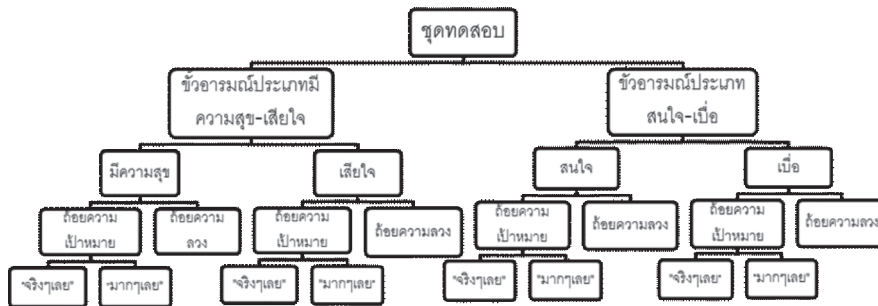 ชุดทดสอบ
ขั้วอารมณ์ประเภทมี
ความสุข-เสียใจ
ขั้วอารมณ์ประเภท
สนใจ-เบื่อ
มีความสุข
เสียใจ
สนใจ
เบื่อ
ถ้อยความ
เป้าหมาย
ถ้อยความ
ลวง
ถ้อยความ
เป้าหมาย
ถ้อยความลวง
ถ้อยความ
เป้าหมาย
ถ้อยความลวง
ถ้อยความ
เป้าหมาย
ถ้อยความลวง
"จริงๆเลย"
"มากๆเลย"
"จริงๆเลย"
"มากๆเลย"
"จริงๆเลย"
"มากๆเลย"
"จริงๆเลย"
"มากๆเลย"